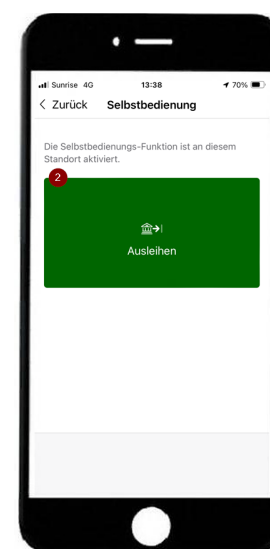 Sunrise 4G 13:38 70%
Zurück Selbstbedienung
Die Selbstbedienungs-Funktion ist an diesem
Standort aktiviert.
2
Ausleihen